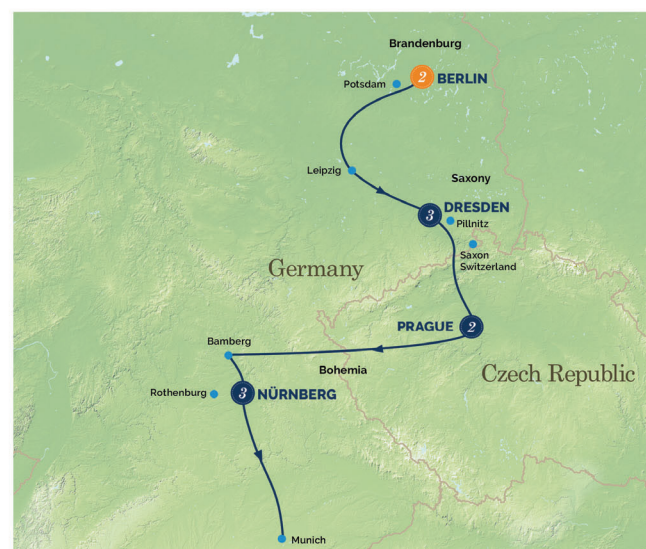 Brandenburg
2 BERLIN
Potsdam
Leipzig
Saxony
3 DRESDEN
Pillnitz
Saxon
Switzerland
Germany
PRAGUE 2
Bamberg
Bohemia
Czech Republic
Rothenburg
3 NÜRNBERG
Munich